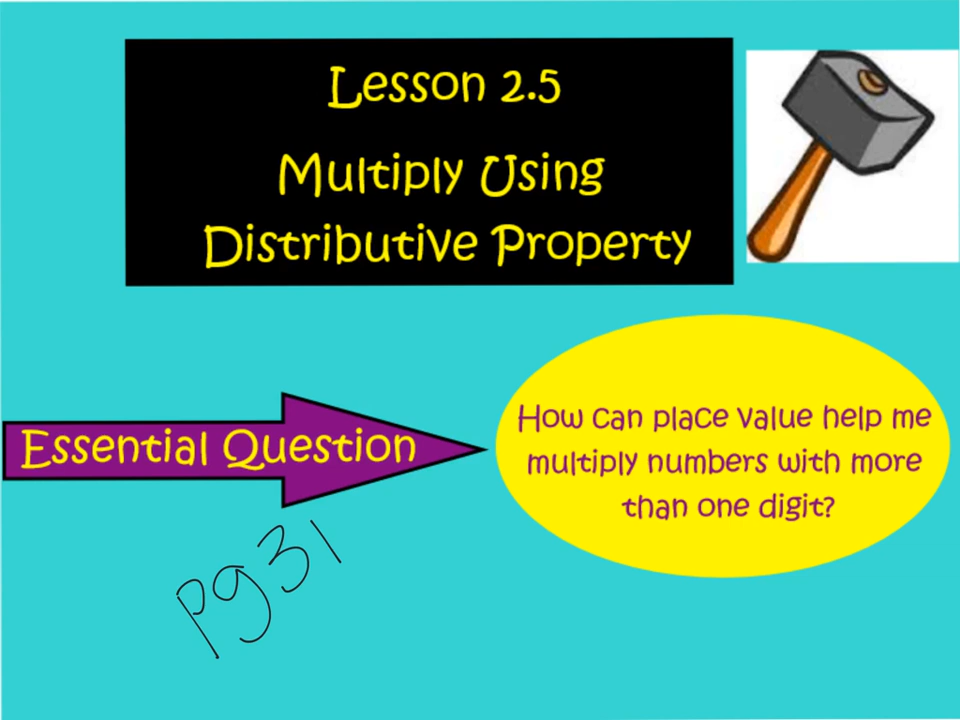 Lesson 2.5
Multiply Using
Distributive Property
Essential Question
How can place value help me
multiply numbers with more
than one digit?
pg31